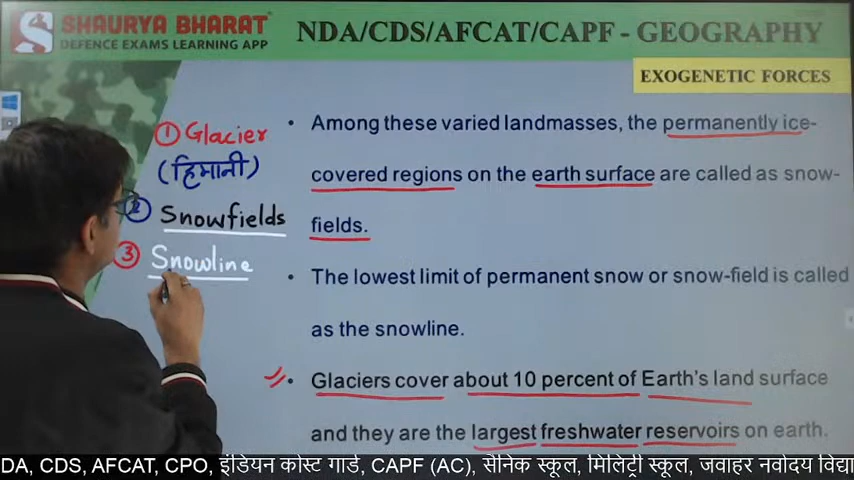 SHAURYA BHARAT
DEFENCE EXAMS LEARNING APP
NDA/CDS/AFCAT/CAPF - GEOGRAPHY
EXOGENETIC FORCES
① Glacier
(हिमानी)
② Snowfields
③ Snowline
• Among these varied landmasses, the permanently ice-
covered regions on the earth surface are called as snow-
fields.
• The lowest limit of permanent snow or snow-field is called
as the snowline.
• Glaciers cover about 10 percent of Earth's land surface
and they are the largest freshwater reservoirs on earth.
DA, CDS, AFCAT, CPO, इंडियन कोस्ट गार्ड, CAPF (AC), सैनिक स्कूल, मिलिट्री स्कूल, जवाहर नवोदय विद्या